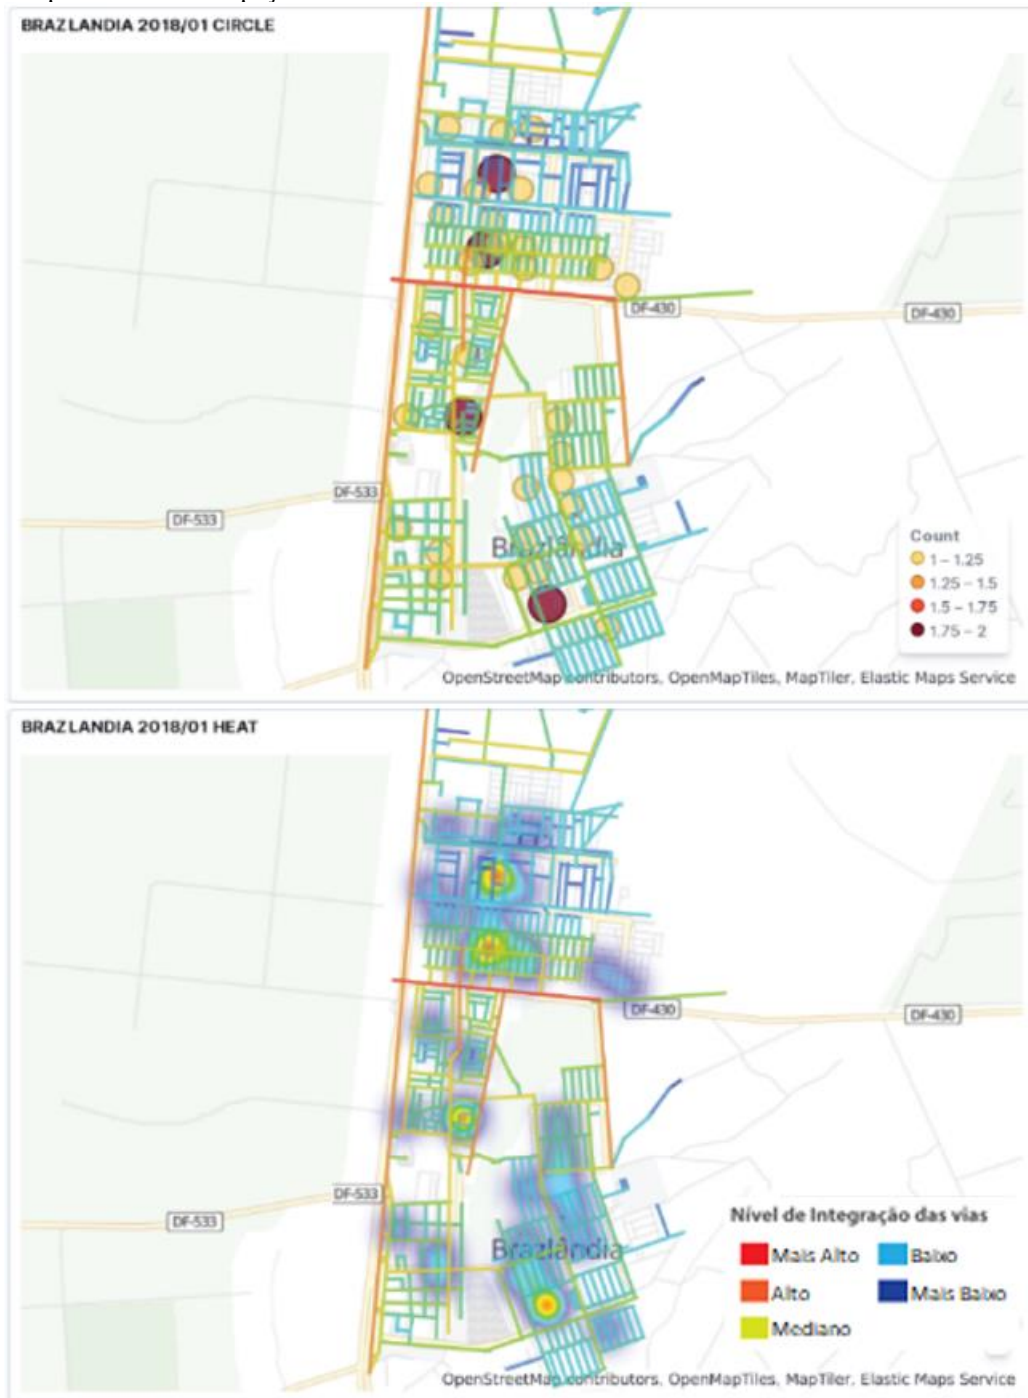 BRAZLANDIA 2018/01 CIRCLE
DF-430
DF-430
DF-533
DF-533
Brazlândia
Count
1 – 1.25
1.25 – 1.5
1.5 – 1.75
1.75 – 2
OpenStreetMap contributors, OpenMapTiles, MapTiler, Elastic Maps Service
BRAZLANDIA 2018/01 HEAT
DF-430
DF-430
DF-533
DF-533
Brazlândia
Nível de Integração das vias
Mais Alto
Baixo
Alto
Mais Baixo
Mediano
OpenStreetMap contributors, OpenMapTiles, MapTiler, Elastic Maps Service